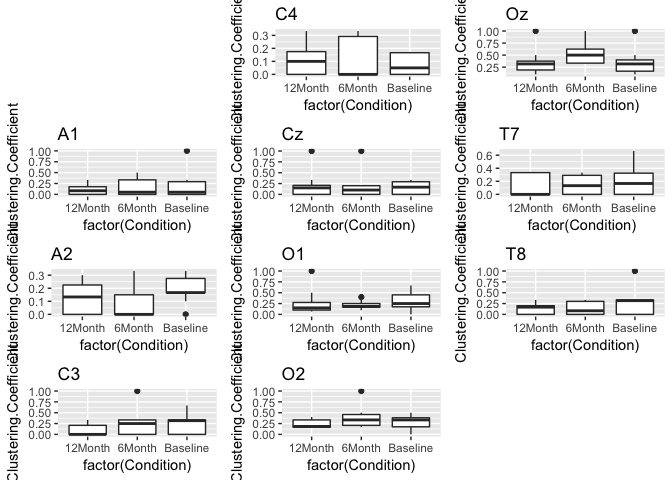 C4
Clustering.Coefficient
0.3
0.2
0.1
0.0
12Month 6Month Baseline
factor(Condition)
Oz
Clustering.Coefficient
1.00
0.75
0.50
0.25
12Month 6Month Baseline
factor(Condition)
A1
Clustering.Coefficient
1.00
0.75
0.50
0.25
0.00
12Month 6Month Baseline
factor(Condition)
Cz
Clustering.Coefficient
1.00
0.75
0.50
0.25
0.00
12Month 6Month Baseline
factor(Condition)
T7
Clustering.Coefficient
0.6
0.4
0.2
0.0
12Month 6Month Baseline
factor(Condition)
A2
Clustering.Coefficient
0.3
0.2
0.1
0.0
12Month 6Month Baseline
factor(Condition)
O1
Clustering.Coefficient
1.00
0.75
0.50
0.25
0.00
12Month 6Month Baseline
factor(Condition)
T8
Clustering.Coefficient
1.00
0.75
0.50
0.25
0.00
12Month 6Month Baseline
factor(Condition)
C3
Clustering.Coefficient
1.00
0.75
0.50
0.25
0.00
12Month 6Month Baseline
factor(Condition)
O2
Clustering.Coefficient
1.00
0.75
0.50
0.25
0.00
12Month 6Month Baseline
factor(Condition)